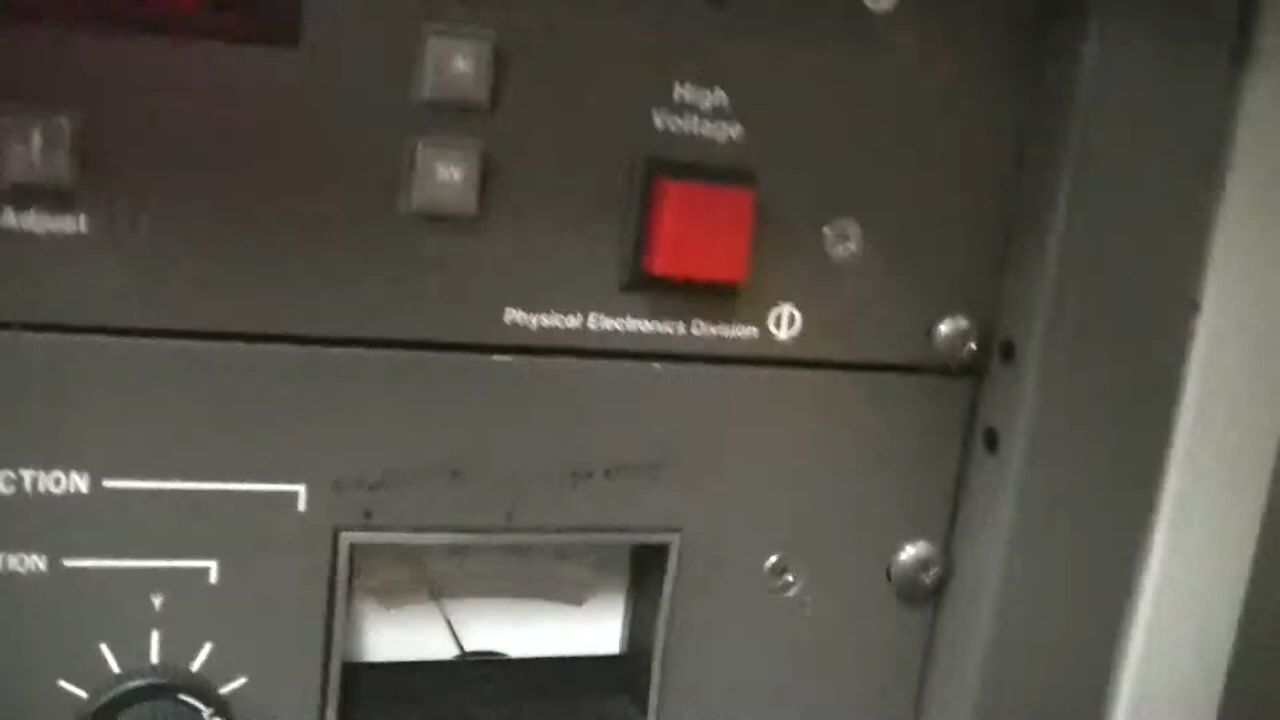 High
Voltage
Adjust
Physical Electronics Division
CTION
TION
Y